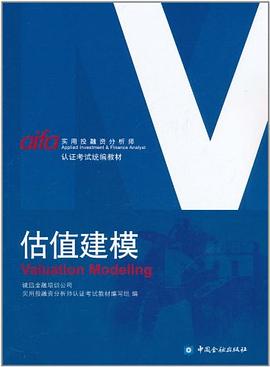 aifa 实用投融资分析师
Applied Investment & Finance Analyst
认证考试统编教材
估值建模
Valuation Modeling
诚迅金融培训公司
实用投融资分析师认证考试教材编写组 编
中国金融出版社